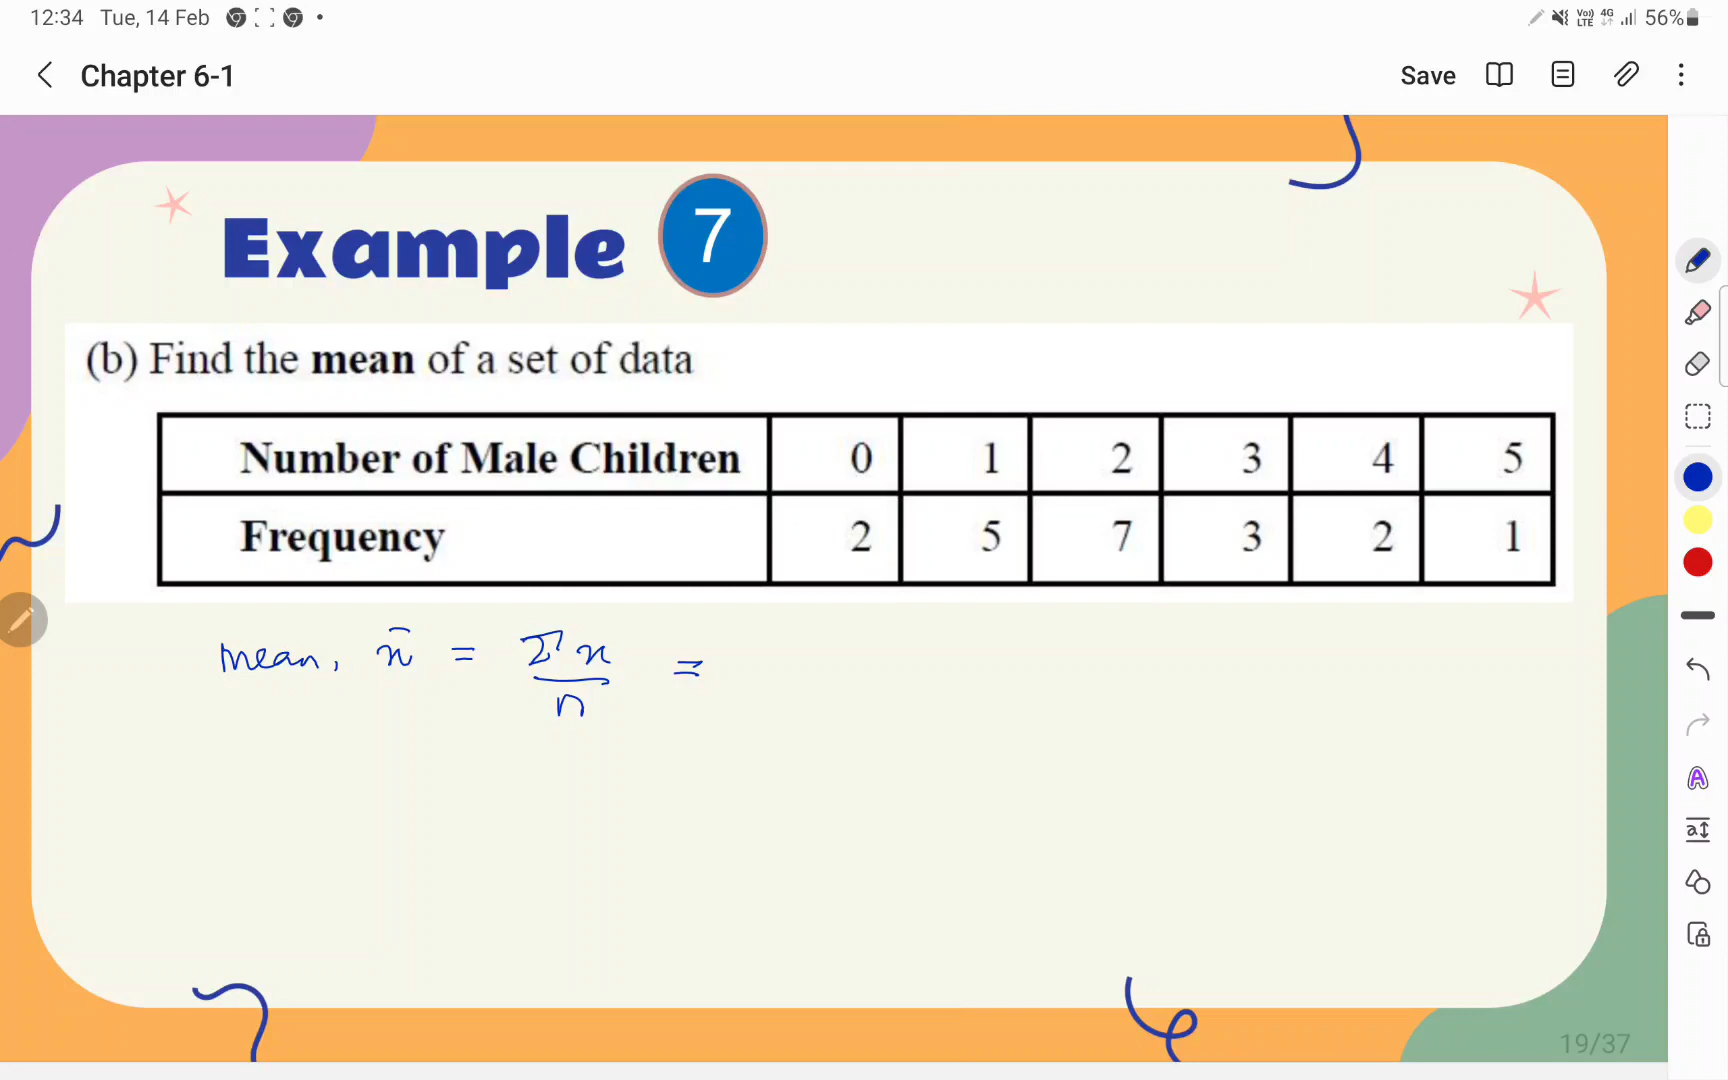 12:34 Tue, 14 Feb
VoLTE 4G 56%
Chapter 6-1
Save
Example 7
(b) Find the mean of a set of data
Number of Male Children 0 1 2 3 4 5
Frequency 2 5 7 3 2 1
mean, x̄ = Σx / n =
A
a
19/37